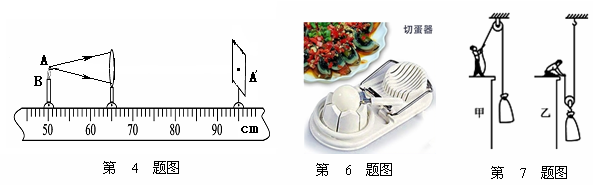 A
B
A'
50 60 70 80 90 cm
第 4 题图
切蛋器
第 6 题图
甲
乙
第 7 题图